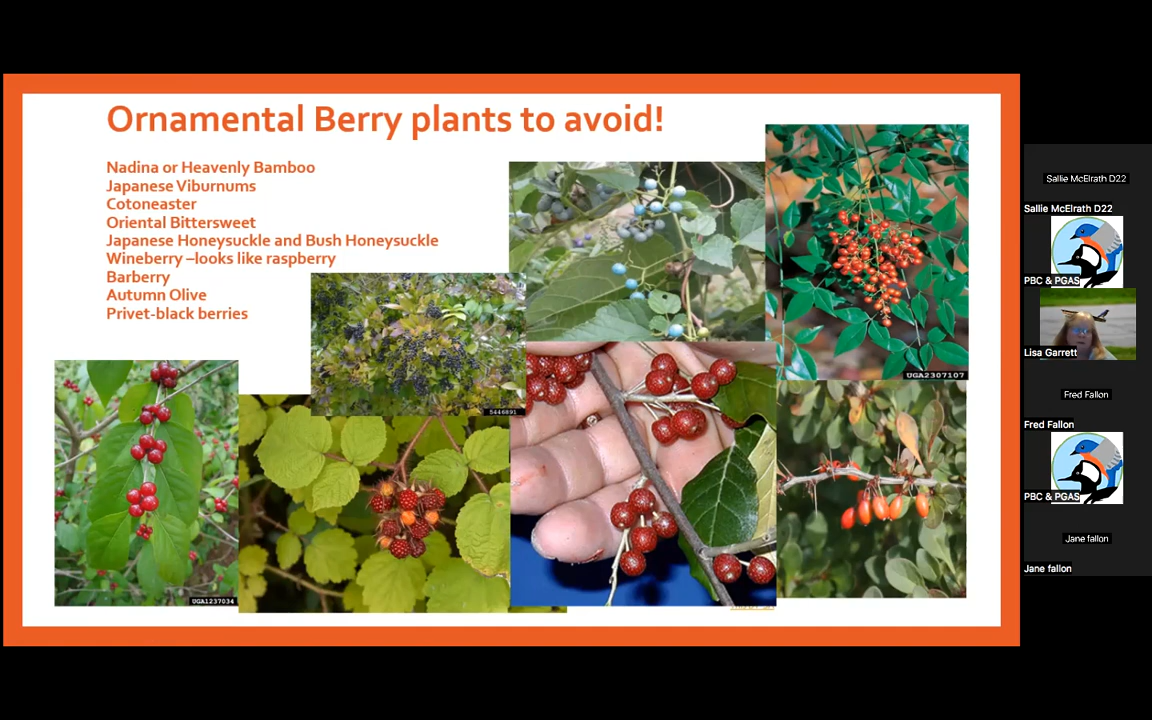 Ornamental Berry plants to avoid!
Nadina or Heavenly Bamboo
Japanese Viburnums
Cotoneaster
Oriental Bittersweet
Japanese Honeysuckle and Bush Honeysuckle
Wineberry –looks like raspberry
Barberry
Autumn Olive
Privet-black berries
UGA2307107
5446891
UGA1237034
Sallie McElrath D22
Sallie McElrath D22
PBC & PGAS
Lisa Garrett
Fred Fallon
Fred Fallon
PBC & PGAS
Jane fallon
Jane fallon